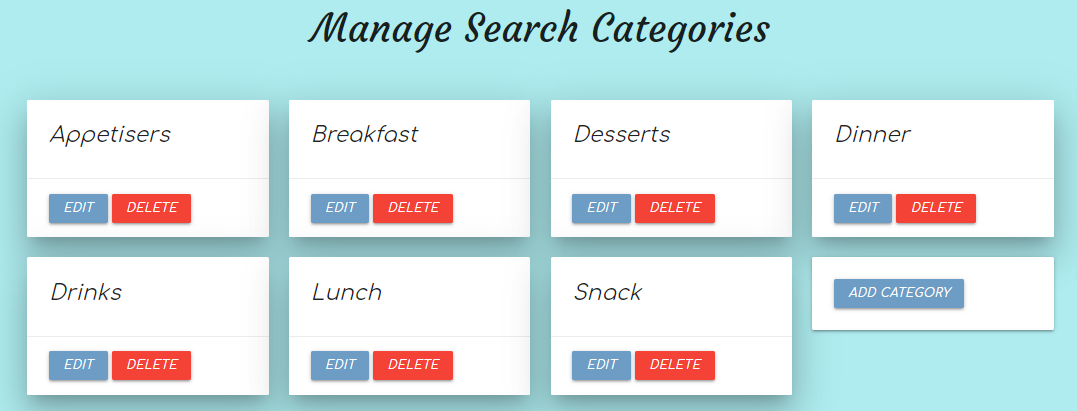 Manage Search Categories
Appetisers
Breakfast
Desserts
Dinner
EDIT DELETE
EDIT DELETE
EDIT DELETE
EDIT DELETE
Drinks
Lunch
Snack
ADD CATEGORY
EDIT DELETE
EDIT DELETE
EDIT DELETE